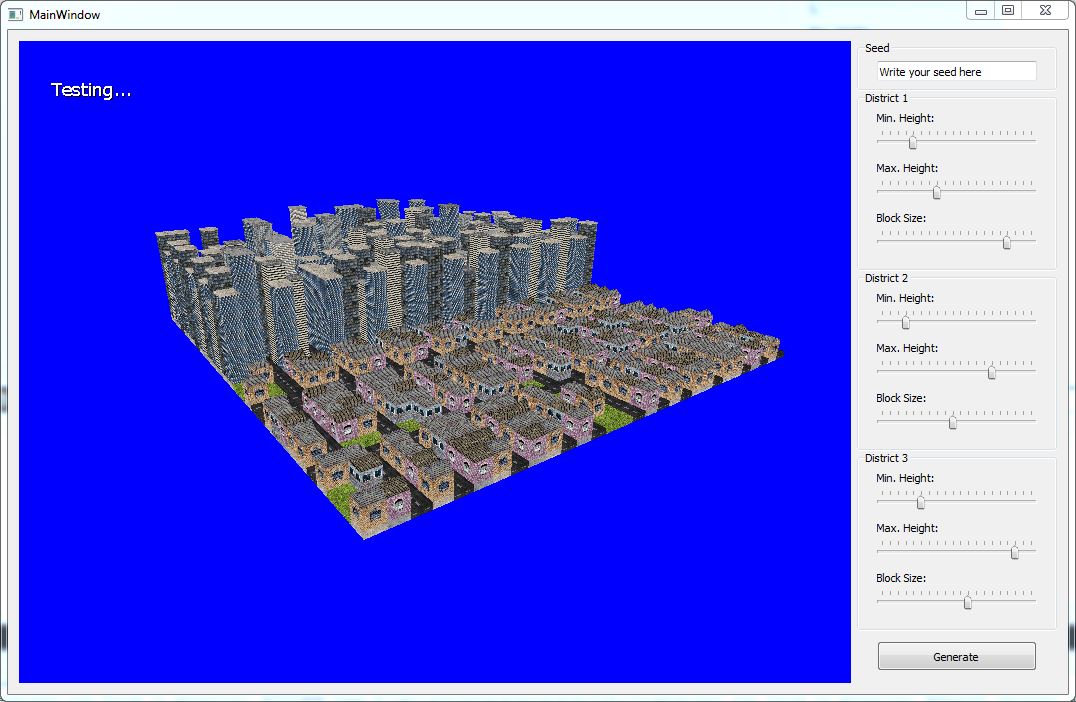 MainWindow
Testing...
Seed
Write your seed here
District 1
Min. Height:
Max. Height:
Block Size:
District 2
Min. Height:
Max. Height:
Block Size:
District 3
Min. Height:
Max. Height:
Block Size:
Generate